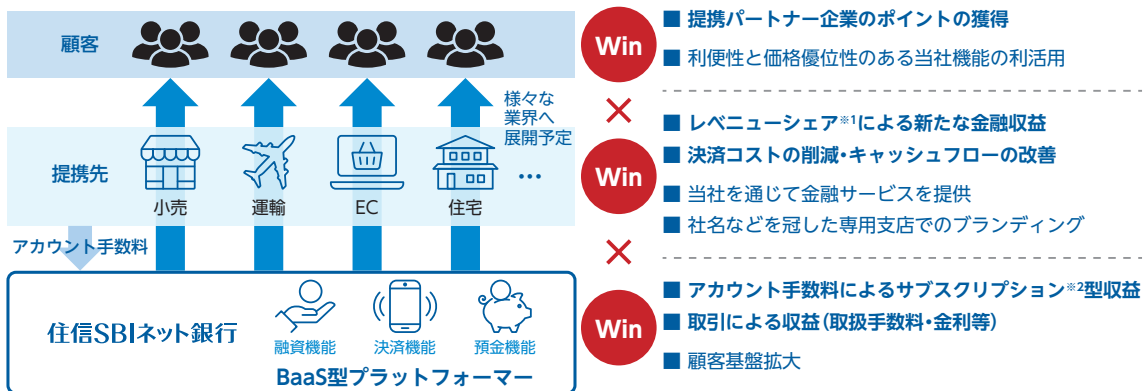 顧客
様々な
業界へ
展開予定
提携先
小売
運輸
EC
住宅
…
アカウント手数料
住信SBIネット銀行
融資機能
決済機能
預金機能
BaaS型プラットフォーマー
Win
■ 提携パートナー企業のポイントの獲得
■ 利便性と価格優位性のある当社機能の利活用
×
Win
■ レベニューシェア※1による新たな金融収益
■ 決済コストの削減・キャッシュフローの改善
■ 当社を通じて金融サービスを提供
■ 社名などを冠した専用支店でのブランディング
×
Win
■ アカウント手数料によるサブスクリプション※2型収益
■ 取引による収益(取扱手数料・金利等)
■ 顧客基盤拡大